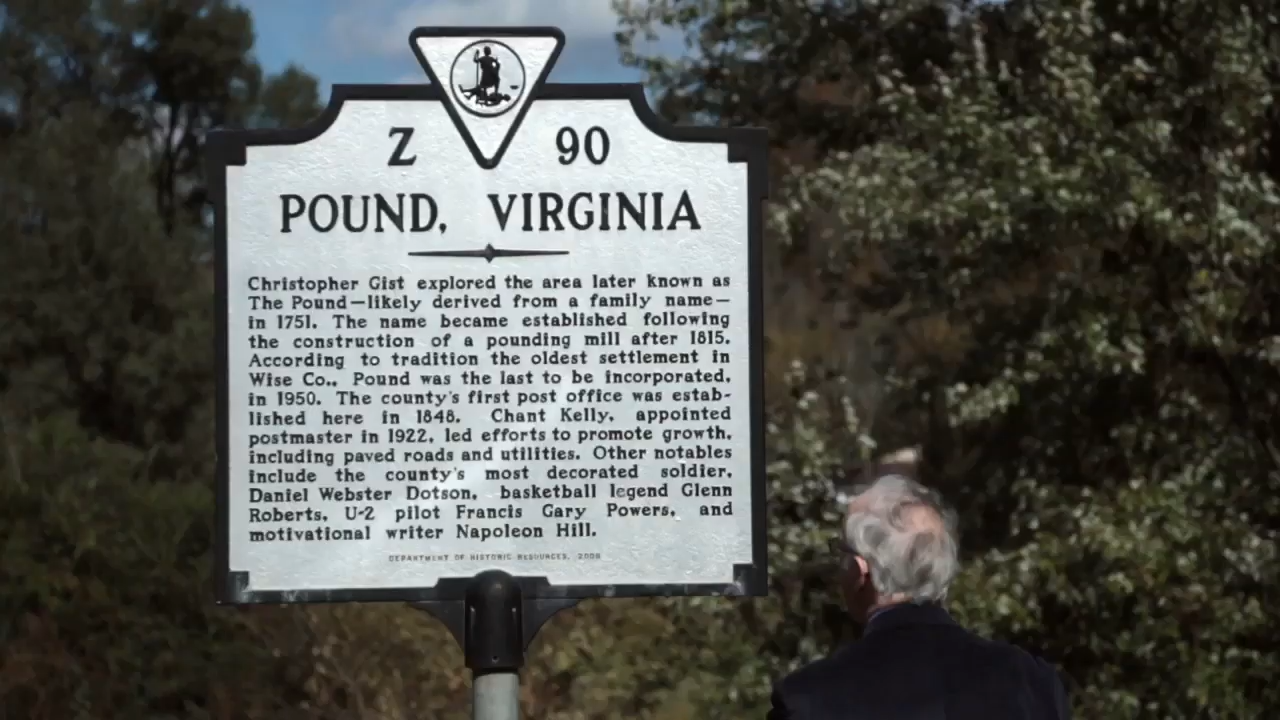 Z 90
POUND, VIRGINIA
Christopher Gist explored the area later known as
The Pound—likely derived from a family name—
in 1751. The name became established following
the construction of a pounding mill after 1815.
According to tradition the oldest settlement in
Wise Co., Pound was the last to be incorporated,
in 1950. The county's first post office was estab-
lished here in 1848. Chant Kelly, appointed
postmaster in 1922, led efforts to promote growth,
including paved roads and utilities. Other notables
include the county's most decorated soldier,
Daniel Webster Dotson, basketball legend Glenn
Roberts, U-2 pilot Francis Gary Powers, and
motivational writer Napoleon Hill.
DEPARTMENT OF HISTORIC RESOURCES,